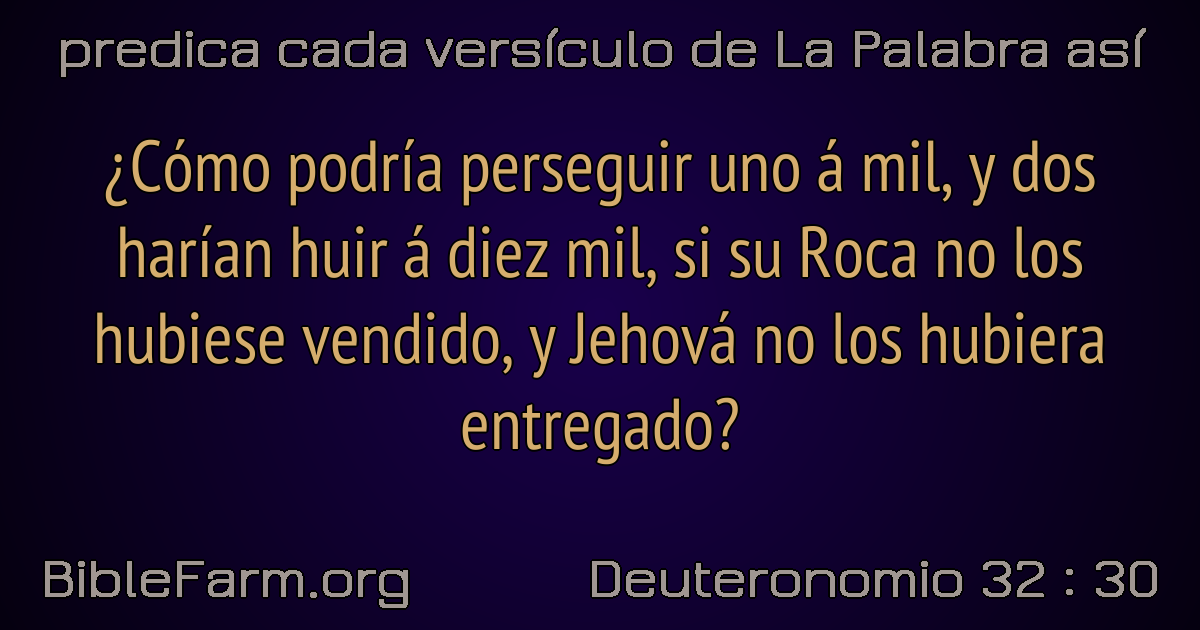 predica cada versículo de La Palabra así
¿Cómo podría perseguir uno á mil, y dos
harían huir á diez mil, si su Roca no los
hubiese vendido, y Jehová no los hubiera
entregado?
BibleFarm.org
Deuteronomio 32 : 30